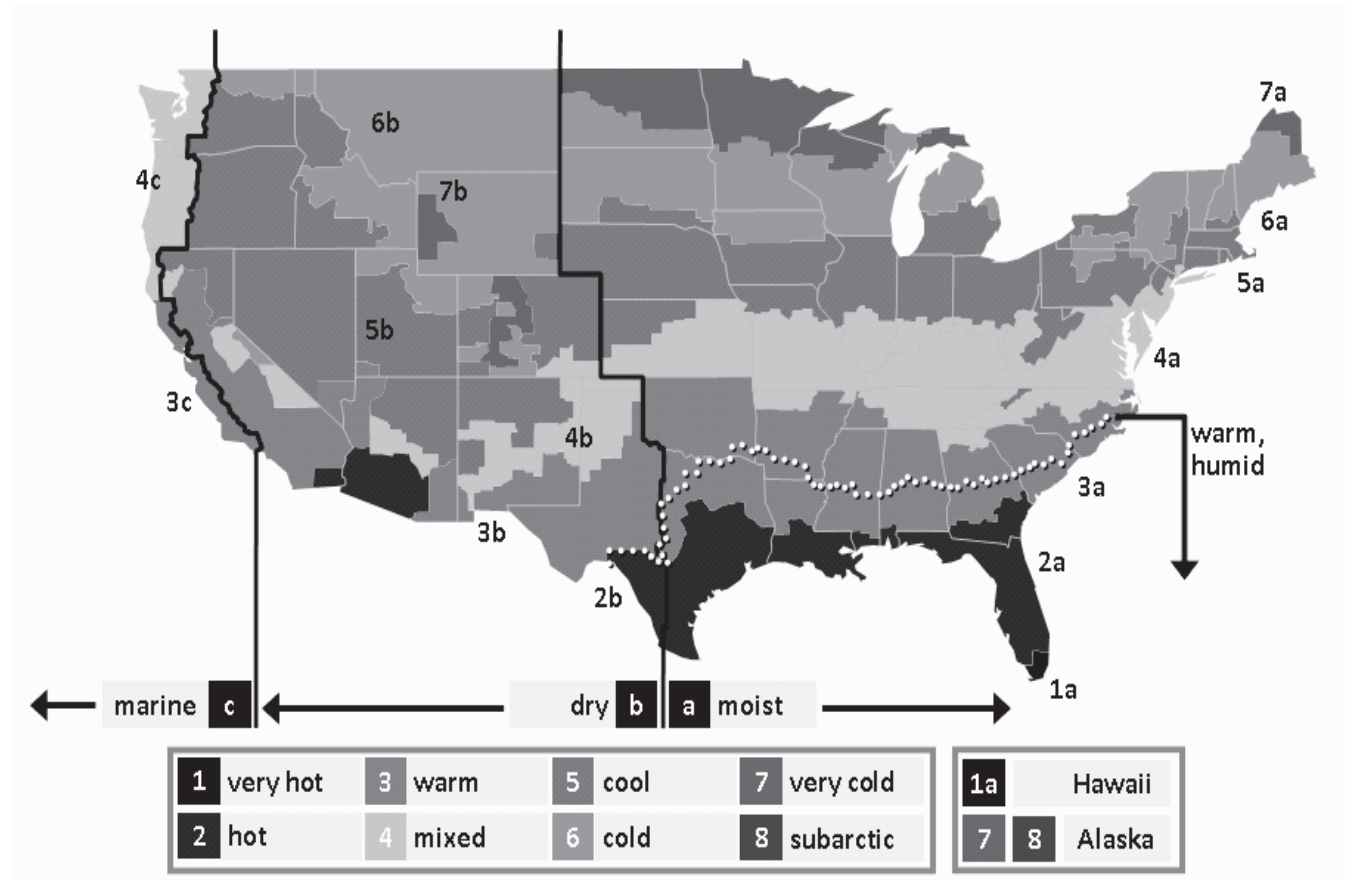 7a
6b
4c
7b
6a
5a
5b
4a
3c
4b
warm,
humid
3a
3b
2a
2b
1a
marine c
dry b a moist
1 very hot 3 warm 5 cool 7 very cold
2 hot 4 mixed 6 cold 8 subarctic
1a Hawaii
7 8 Alaska